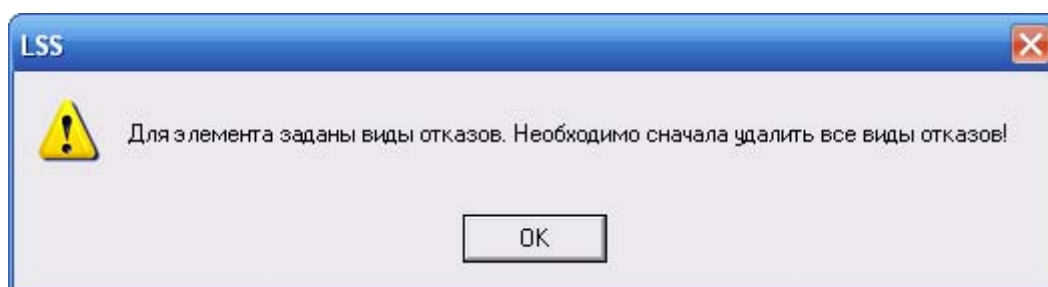 LSS
Для элемента заданы виды отказов. Необходимо сначала удалить все виды отказов!
OK